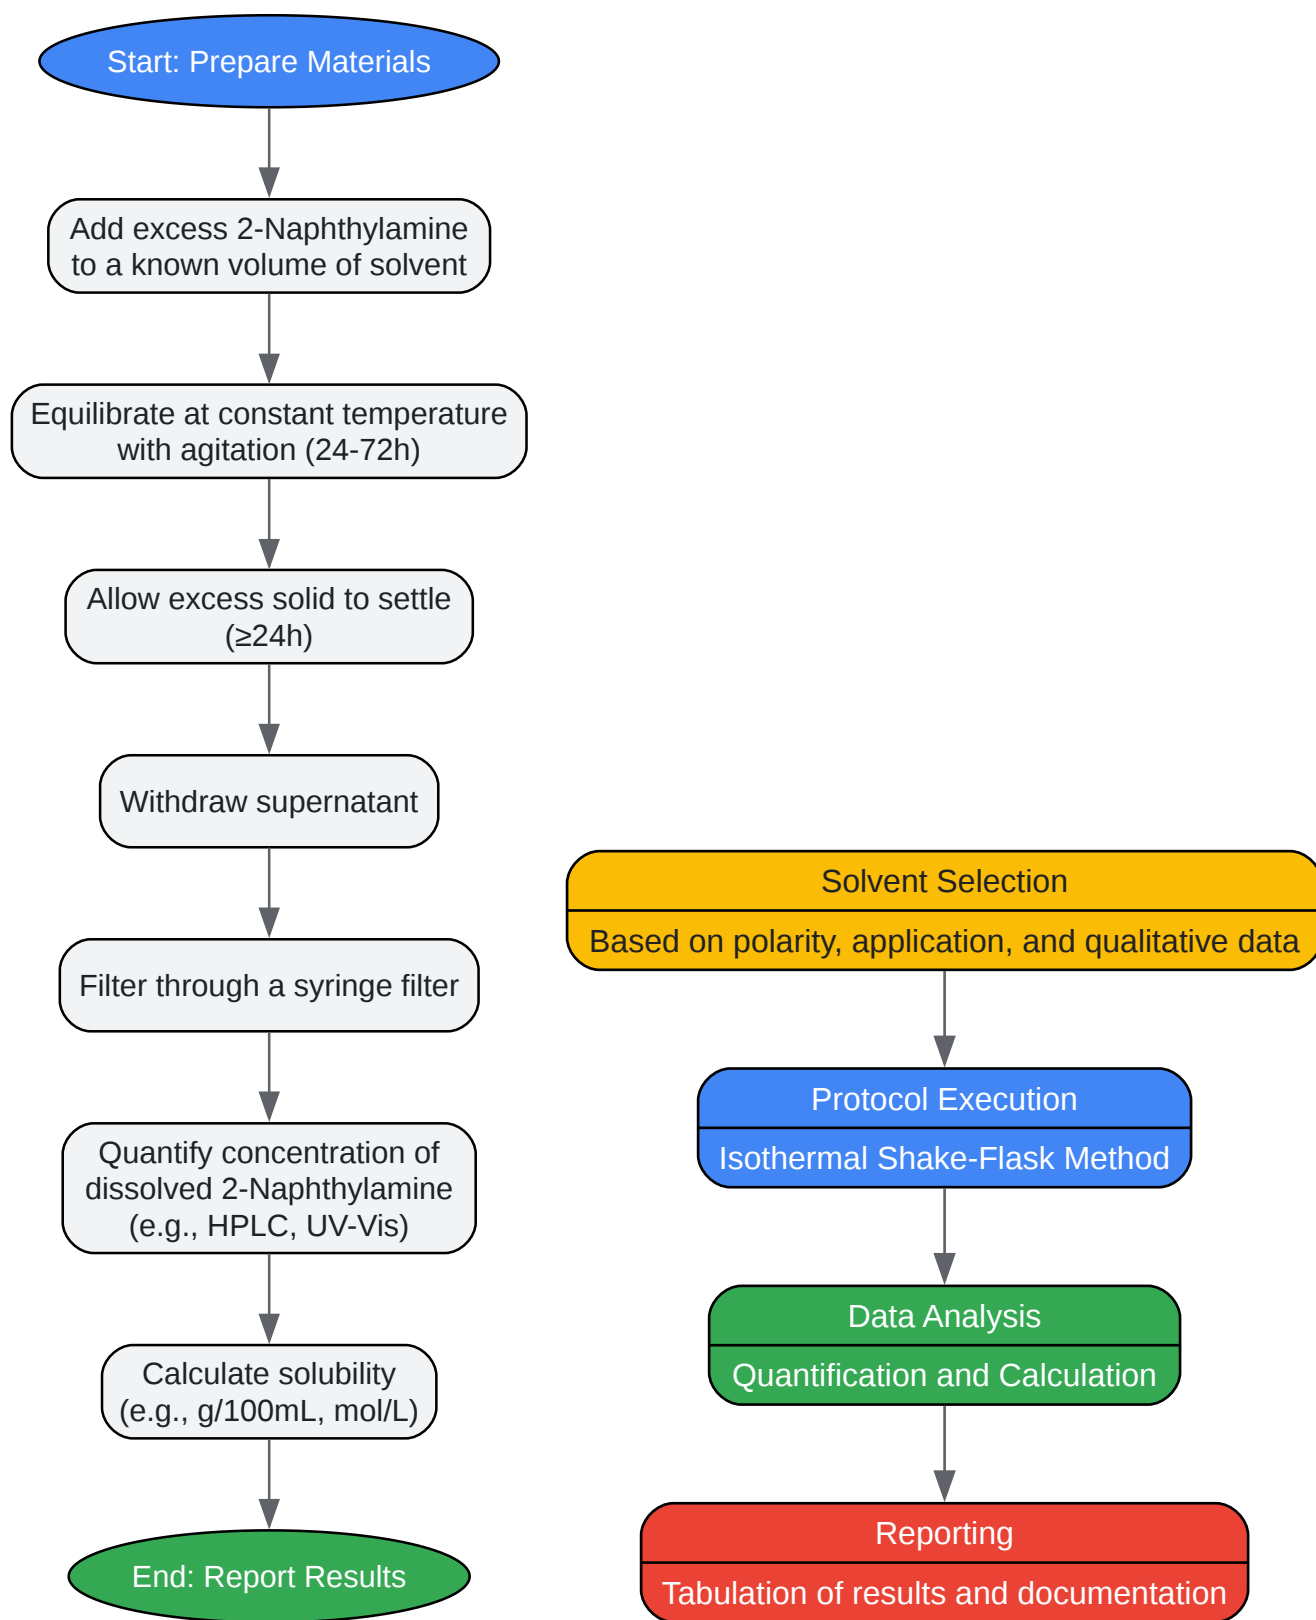 Start: Prepare Materials
Add excess 2-Naphthylamine
to a known volume of solvent
Equilibrate at constant temperature
with agitation (24-72h)
Allow excess solid to settle
(≥24h)
Withdraw supernatant
Filter through a syringe filter
Quantify concentration of
dissolved 2-Naphthylamine
(e.g., HPLC, UV-Vis)
Calculate solubility
(e.g., g/100mL, mol/L)
End: Report Results
Solvent Selection
Based on polarity, application, and qualitative data
Protocol Execution
Isothermal Shake-Flask Method
Data Analysis
Quantification and Calculation
Reporting
Tabulation of results and documentation